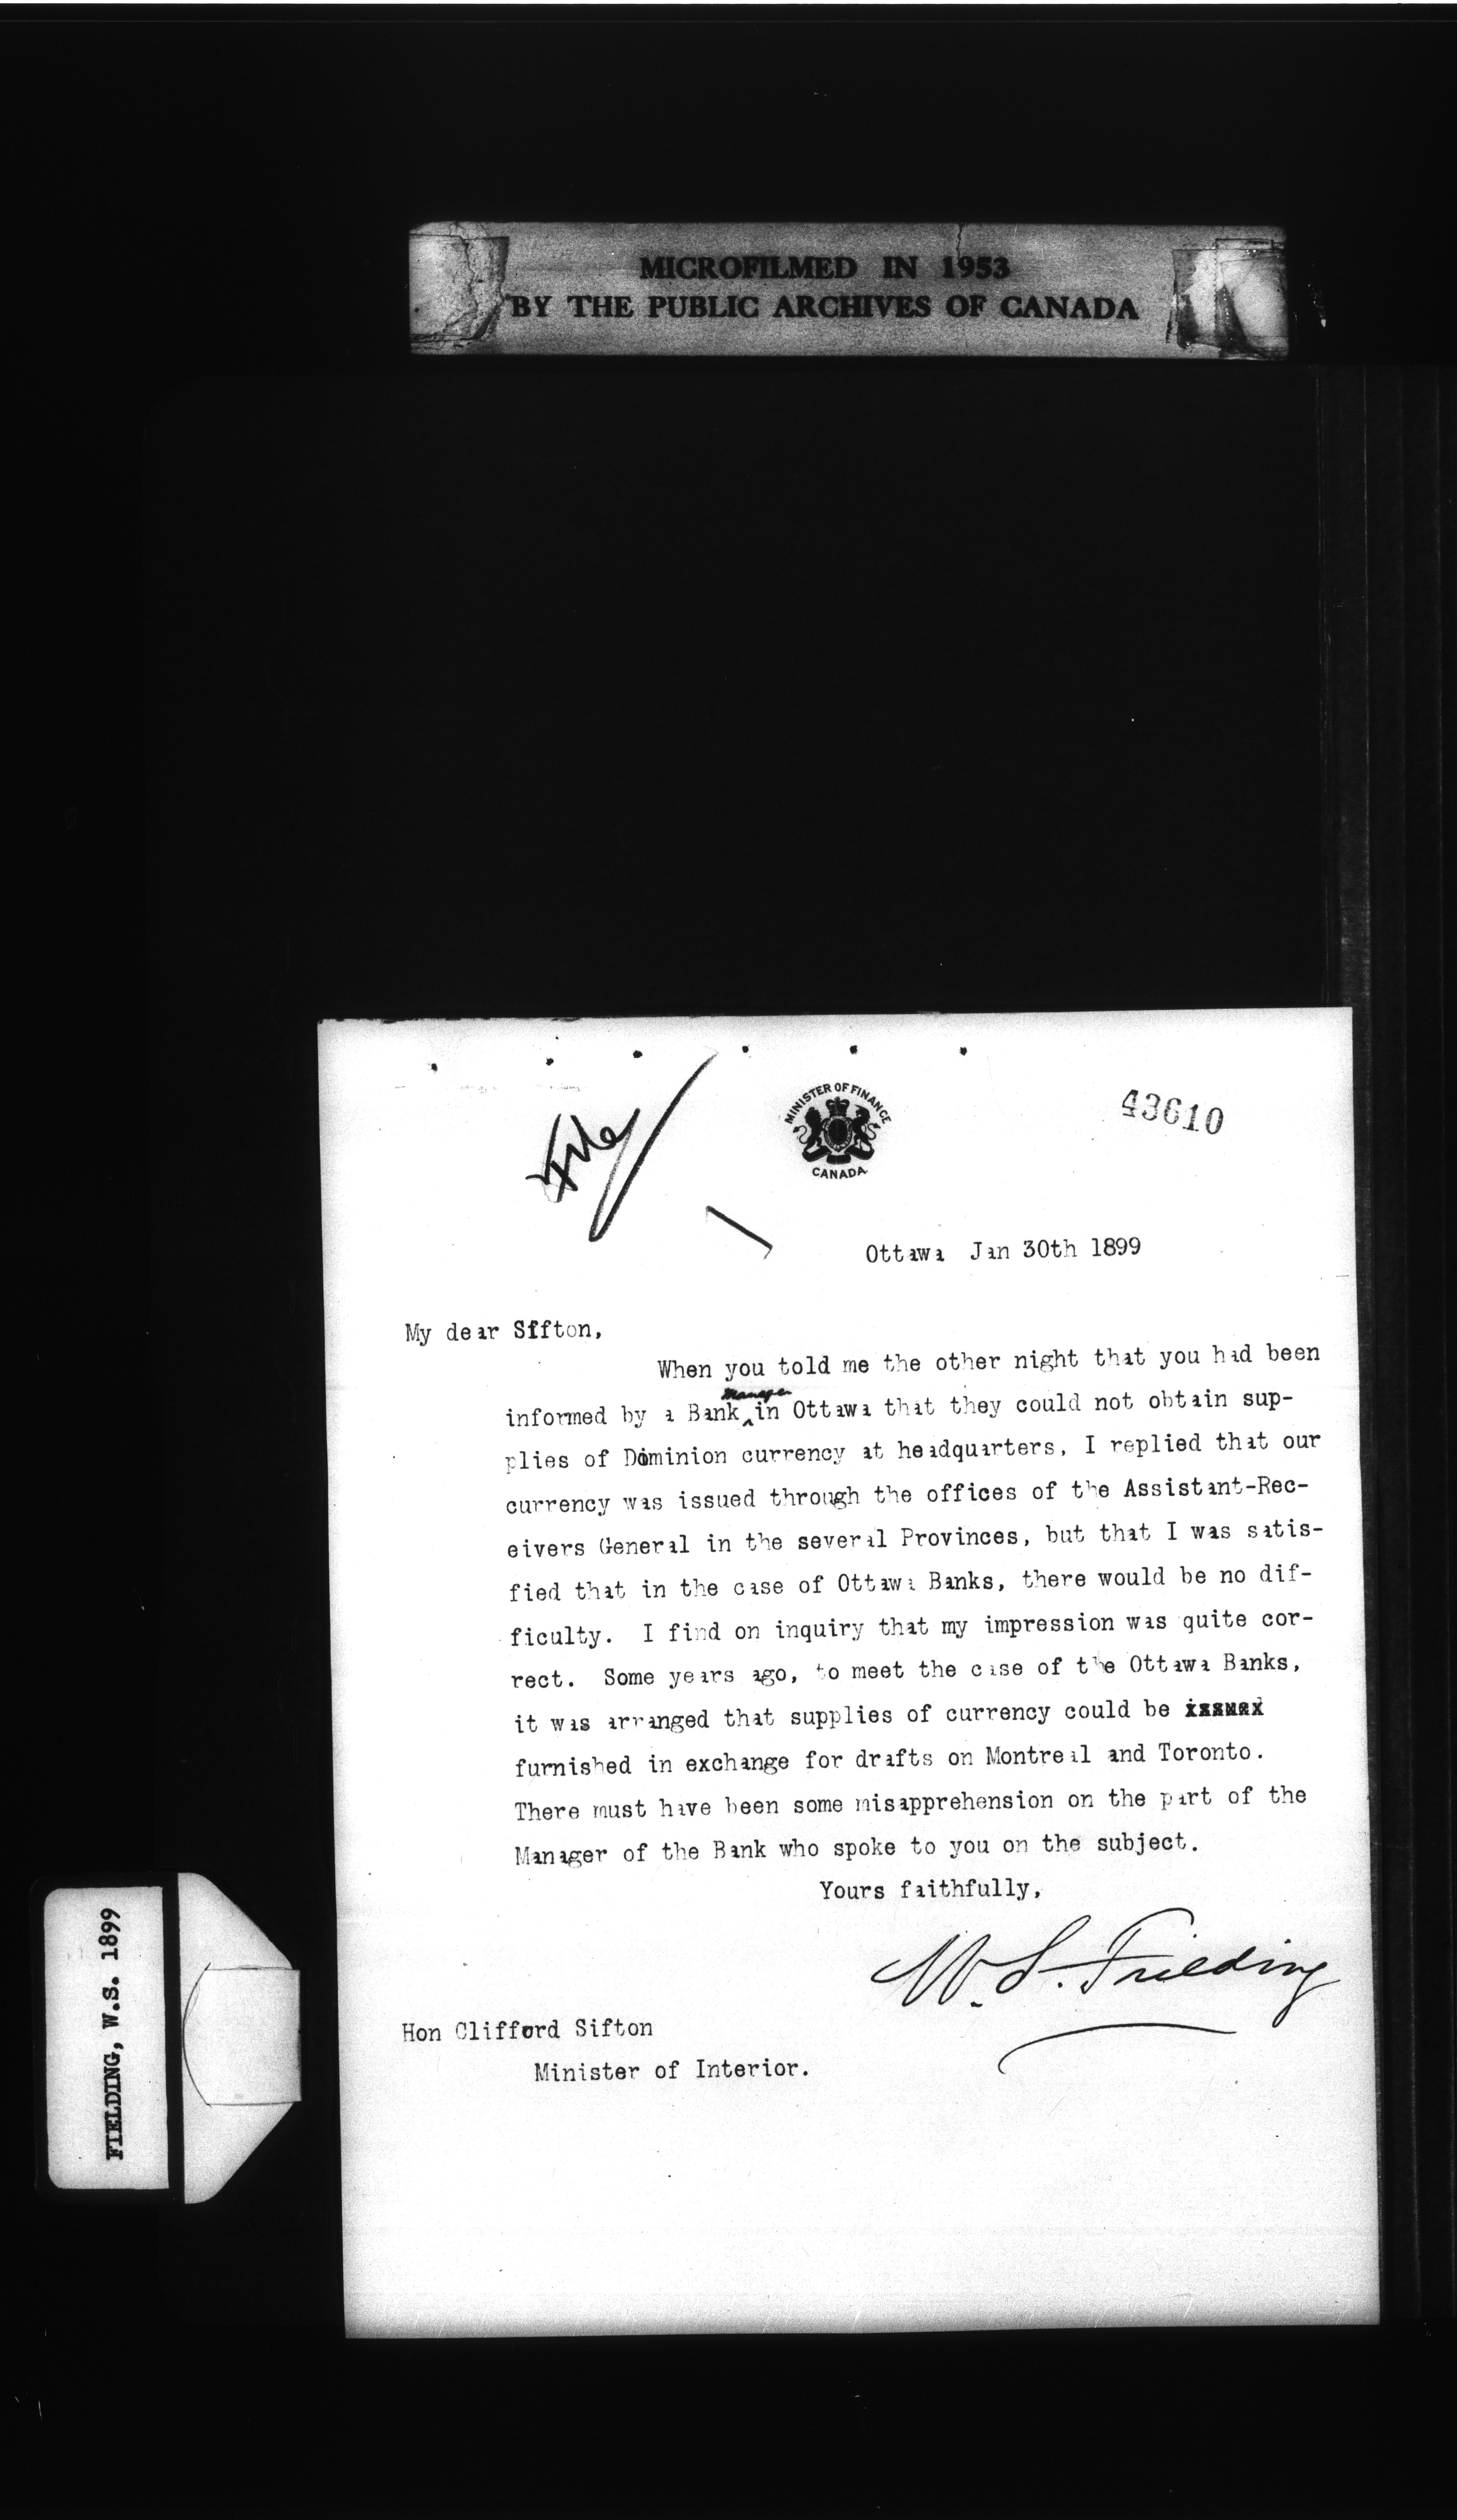 MICROFILMED IN 1953
BY THE PUBLIC ARCHIVES OF CANADA
File
MINISTER OF FINANCE
CANADA
43610
Ottawa Jan 30th 1899
My dear Sifton,
When you told me the other night that you had been
Manager
informed by a Bank ^ in Ottawa that they could not obtain sup-
plies of Dominion currency at headquarters, I replied that our
currency was issued through the offices of the Assistant-Rec-
eivers General in the several Provinces, but that I was satis-
fied that in the case of Ottawa Banks, there would be no dif-
ficulty. I find on inquiry that my impression was quite cor-
rect. Some years ago, to meet the case of the Ottawa Banks,
it was arranged that supplies of currency could be
furnished in exchange for drafts on Montreal and Toronto.
There must have been some misapprehension on the part of the
Manager of the Bank who spoke to you on the subject.
Yours faithfully,
W. S. Fielding
Hon Clifford Sifton
Minister of Interior.
FIELDING, W.S. 1899